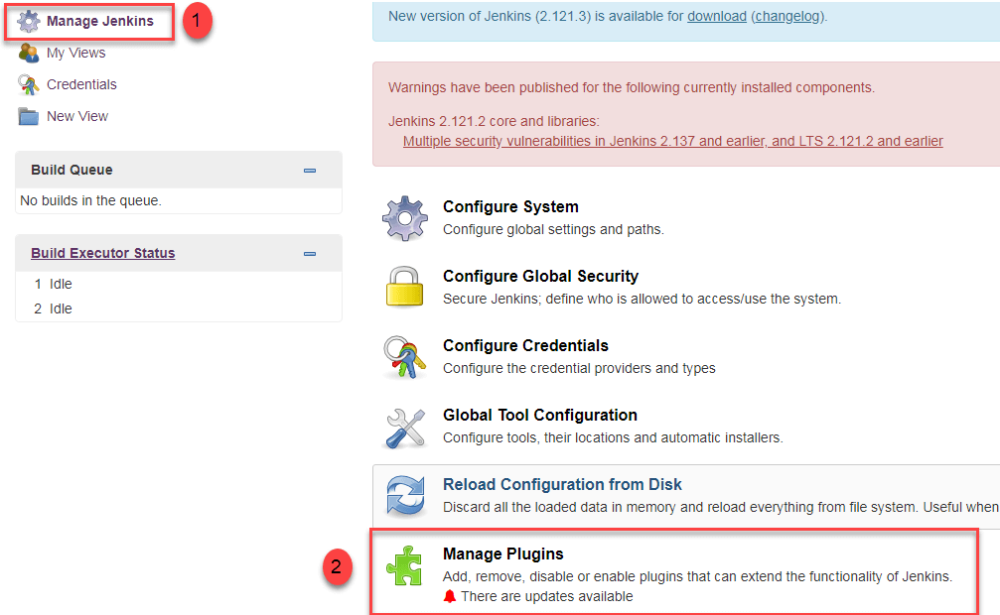 Manage Jenkins
1
My Views
Credentials
New View
Build Queue
No builds in the queue.
Build Executor Status
1 Idle
2 Idle
New version of Jenkins (2.121.3) is available for download (changelog).
Warnings have been published for the following currently installed components.
Jenkins 2.121.2 core and libraries:
Multiple security vulnerabilities in Jenkins 2.137 and earlier, and LTS 2.121.2 and earlier
Configure System
Configure global settings and paths.
Configure Global Security
Secure Jenkins; define who is allowed to access/use the system.
Configure Credentials
Configure the credential providers and types
Global Tool Configuration
Configure tools, their locations and automatic installers.
Reload Configuration from Disk
Discard all the loaded data in memory and reload everything from file system. Useful when
2
Manage Plugins
Add, remove, disable or enable plugins that can extend the functionality of Jenkins.
There are updates available